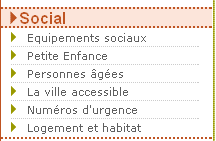 Social
Equipements sociaux
Petite Enfance
Personnes âgées
La ville accessible
Numéros d'urgence
Logement et habitat